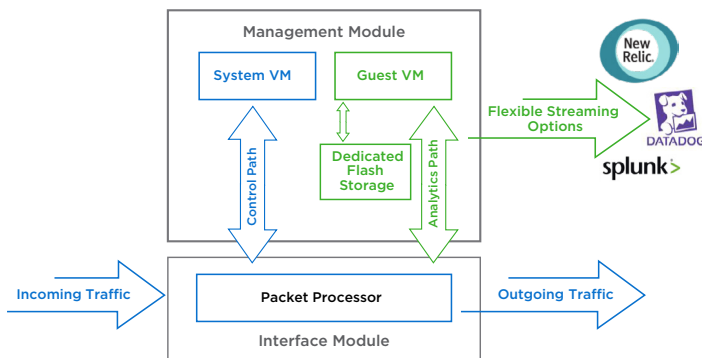 Management Module
System VM
Guest VM
New
Relic.
Flexible Streaming
Options
DATADOG
splunk>
Dedicated
Flash
Storage
Control Path
Analytics Path
Incoming Traffic
Packet Processor
Outgoing Traffic
Interface Module